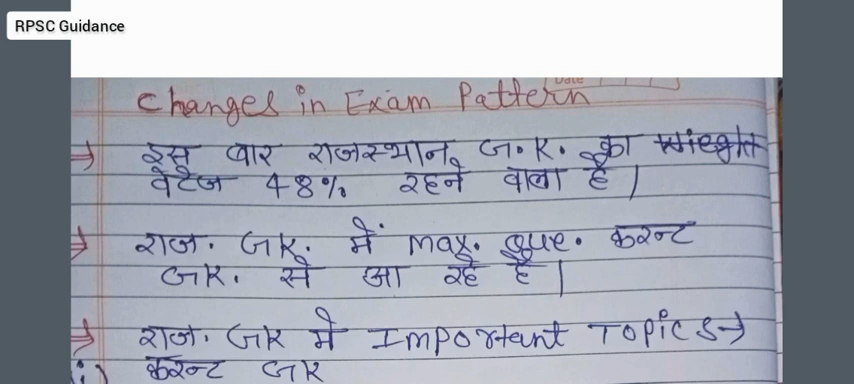 RPSC Guidance
Date
Changes in Exam Pattern
⇒ इस बार राजस्थान G.K. का
वेटेज 48% रहने वाला है |
⇒ राज. GK. में max. que. करन्ट
GK. से आ रहे है |
⇒ राज. GK मे Important Topics →
(i) करन्ट GK